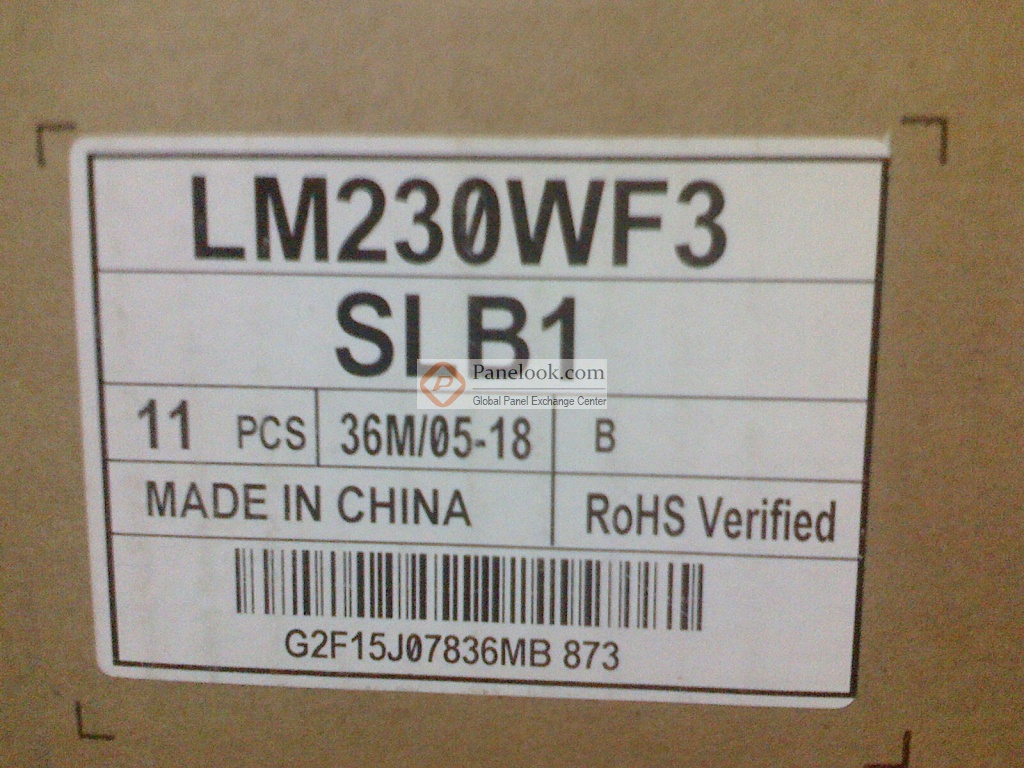 LM230WF3
SLB1
Panelook.com
Global Panel Exchange Center
11 PCS 36M/05-18 B
MADE IN CHINA RoHS Verified
G2F15J07836MB 873